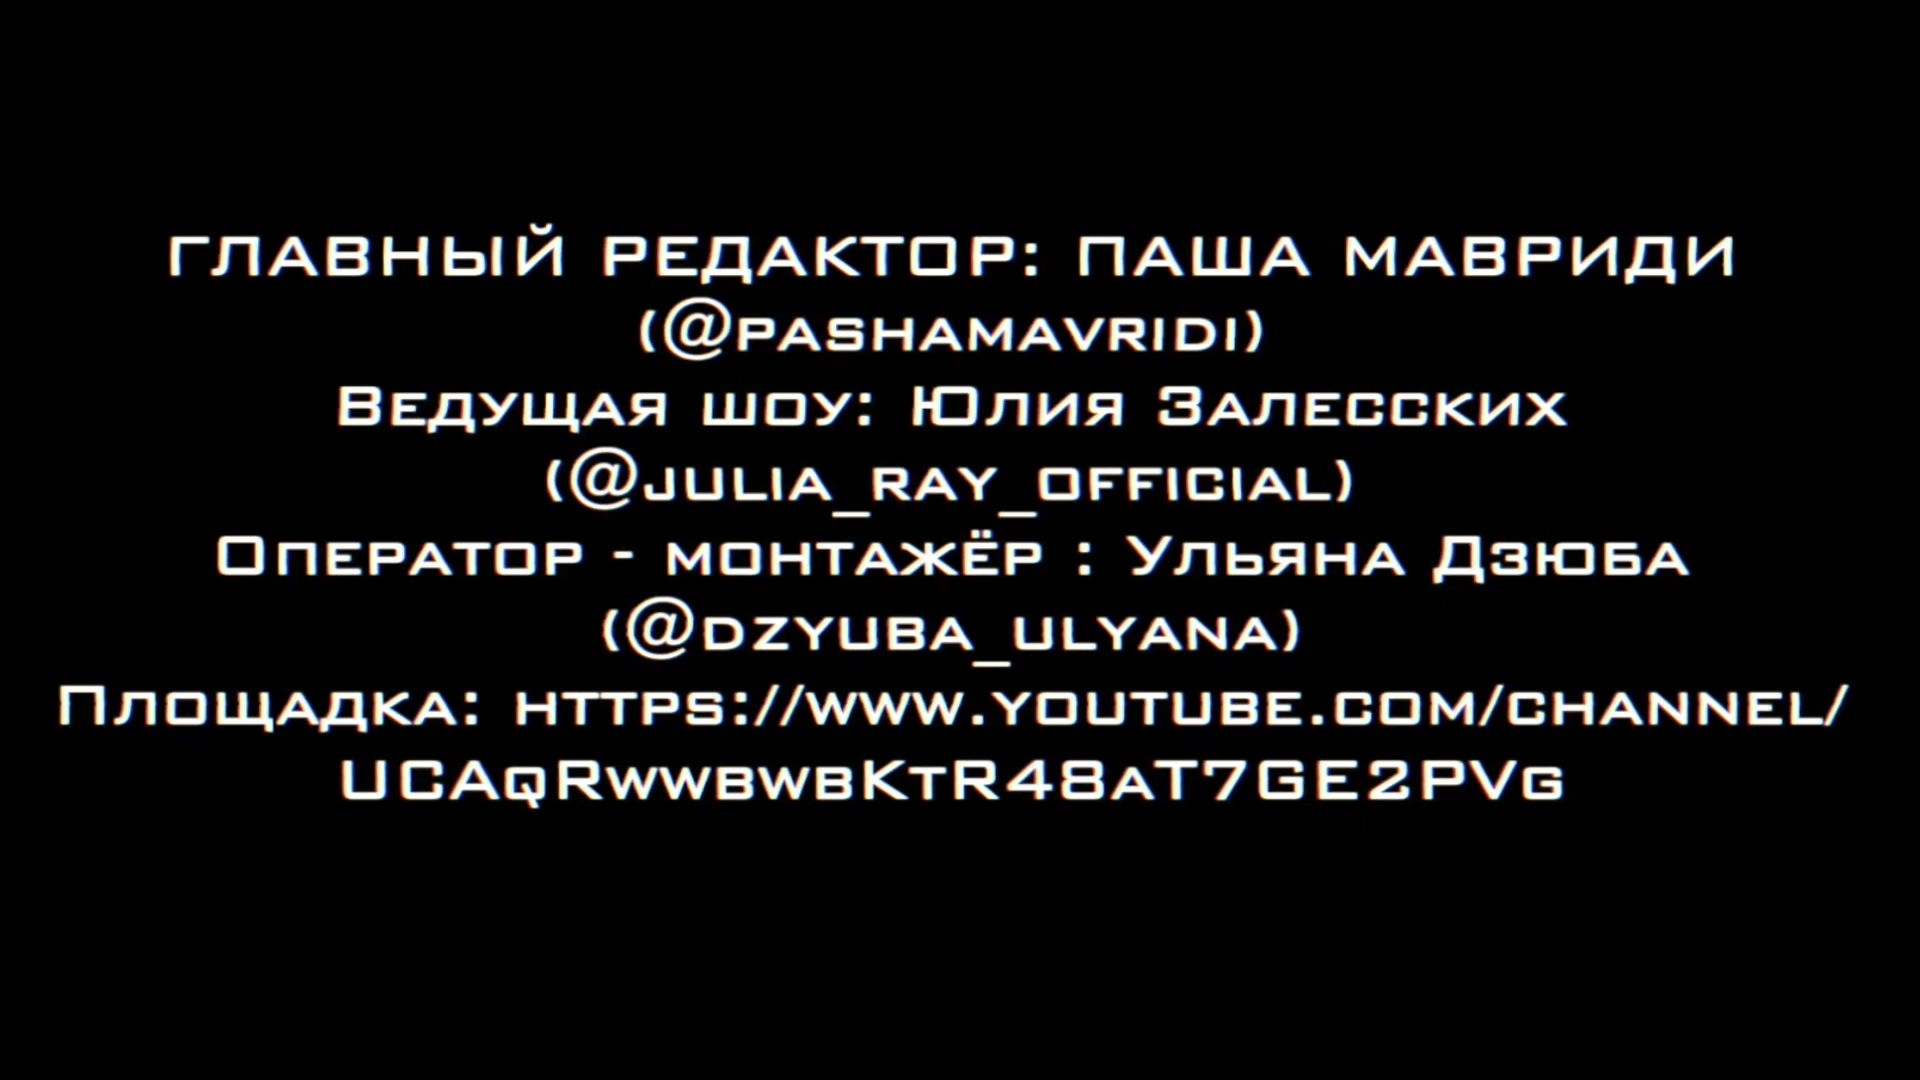 ГЛАВНЫЙ РЕДАКТОР: ПАША МАВРИДИ
(@pashamavridi)
Ведущая шоу: Юлия Залесских
(@julia_ray_official)
Оператор - монтажёр : Ульяна Дзюба
(@dzyuba_ulyana)
Площадка: https://www.youtube.com/channel/
UCAqRwwbwbKtR48aT7GE2PVg